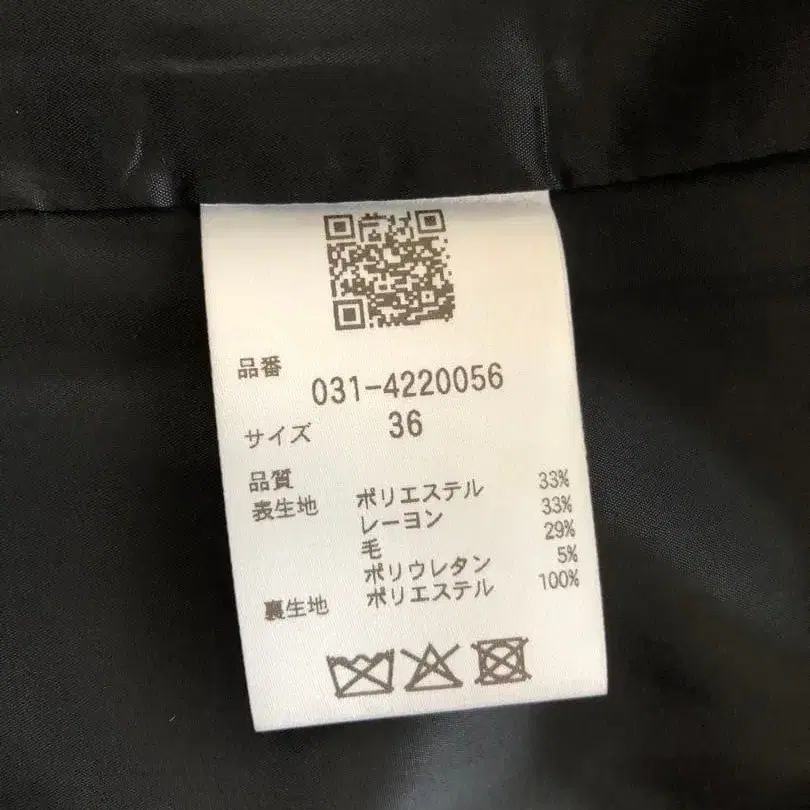 品番 031-4220056
サイズ 36
品質
表生地 ポリエステル 33%
レーヨン 33%
毛 29%
ポリウレタン 5%
裏生地 ポリエステル 100%